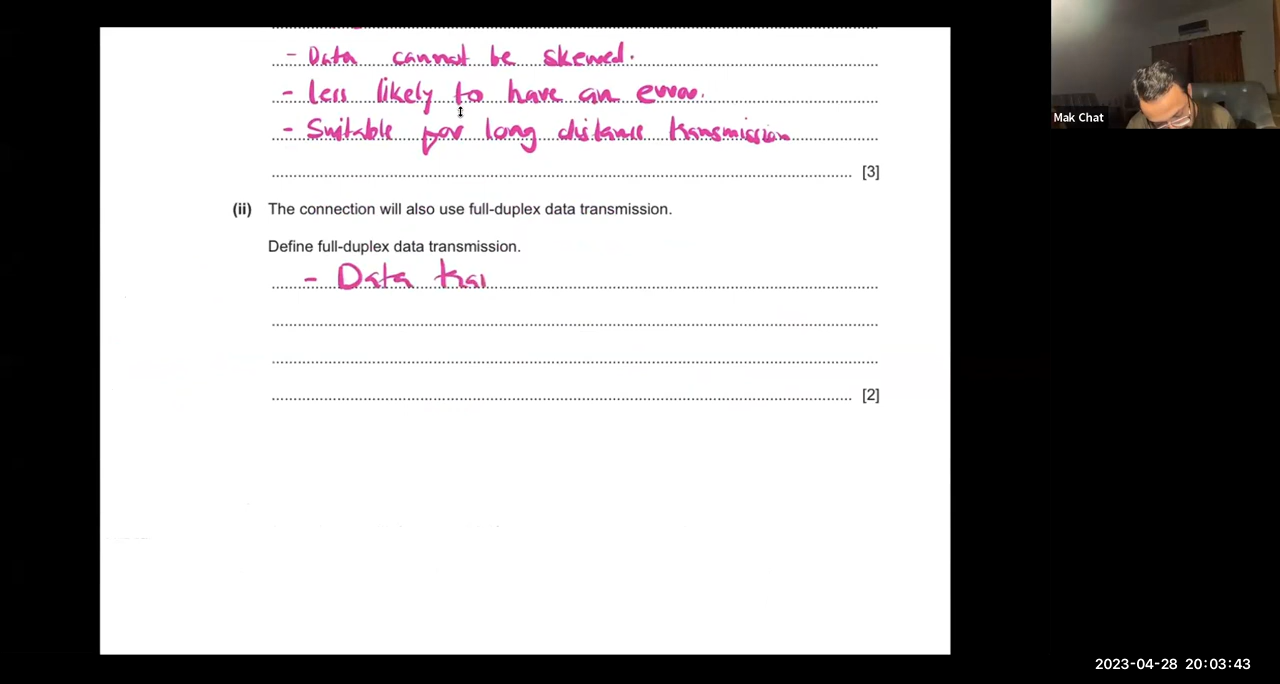 - Data cannot be skewed.
- less likely to have an error.
- Suitable for long distance transmission
[3]
(ii) The connection will also use full-duplex data transmission.
Define full-duplex data transmission.
- Data tra
[2]
Mak Chat
2023-04-28 20:03:43